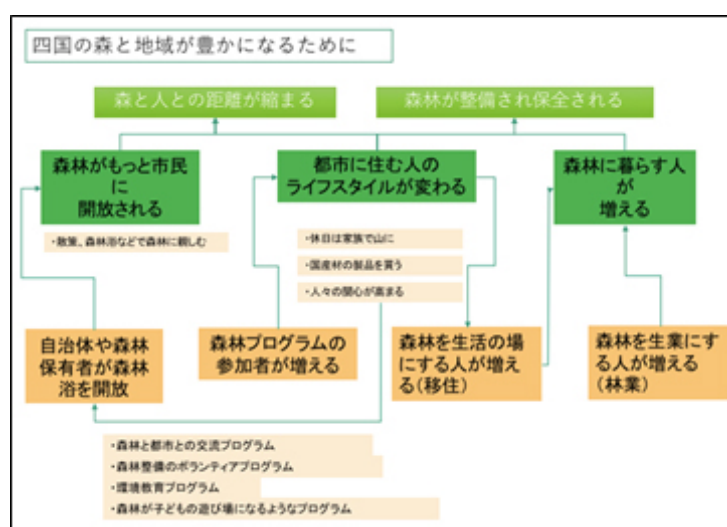 四国の森と地域が豊かになるために
森と人との距離が縮まる
森林が整備され保全される
森林がもっと市民
に
開放される
都市に住む人の
ライフスタイルが変わる
森林に暮らす人
が
増える
・散策、森林浴などで森林に親しむ
・休日は家族で山に
・国産材の製品を買う
・人々の関心が高まる
自治体や森林
保有者が森林
浴を開放
森林プログラムの
参加者が増える
森林を生活の場
にする人が増え
る(移住)
森林を生業にす
る人が増える
(林業)
・森林と都市との交流プログラム
・森林整備のボランティアプログラム
・環境教育プログラム
・森林が子どもの遊び場になるようなプログラム